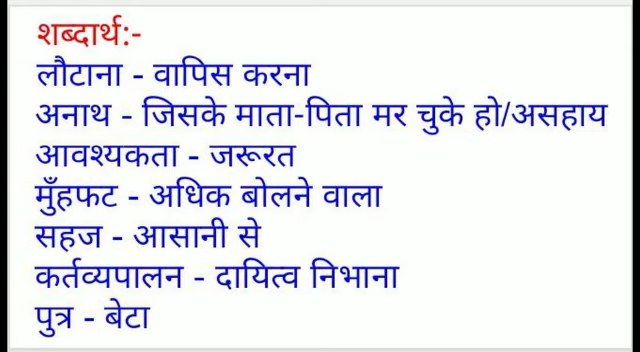 शब्दार्थ:-
लौटाना - वापिस करना
अनाथ - जिसके माता-पिता मर चुके हो/असहाय
आवश्यकता - जरूरत
मुँहफट - अधिक बोलने वाला
सहज - आसानी से
कर्तव्यपालन - दायित्व निभाना
पुत्र - बेटा